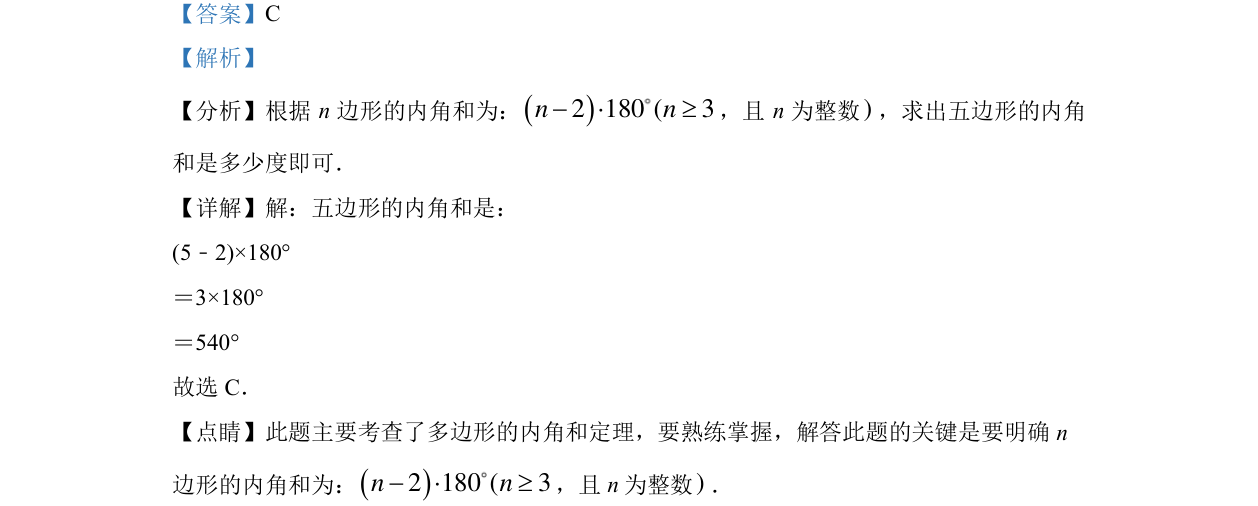 【答案】C
【解析】
【分析】根据 n 边形的内角和为：(n−2)·180°(n≥3，且 n 为整数)，求出五边形的内角
和是多少度即可．
【详解】解：五边形的内角和是：
(5﹣2)×180°
＝3×180°
＝540°
故选 C．
【点睛】此题主要考查了多边形的内角和定理，要熟练掌握，解答此题的关键是要明确 n
边形的内角和为：(n−2)·180°(n≥3，且 n 为整数)．